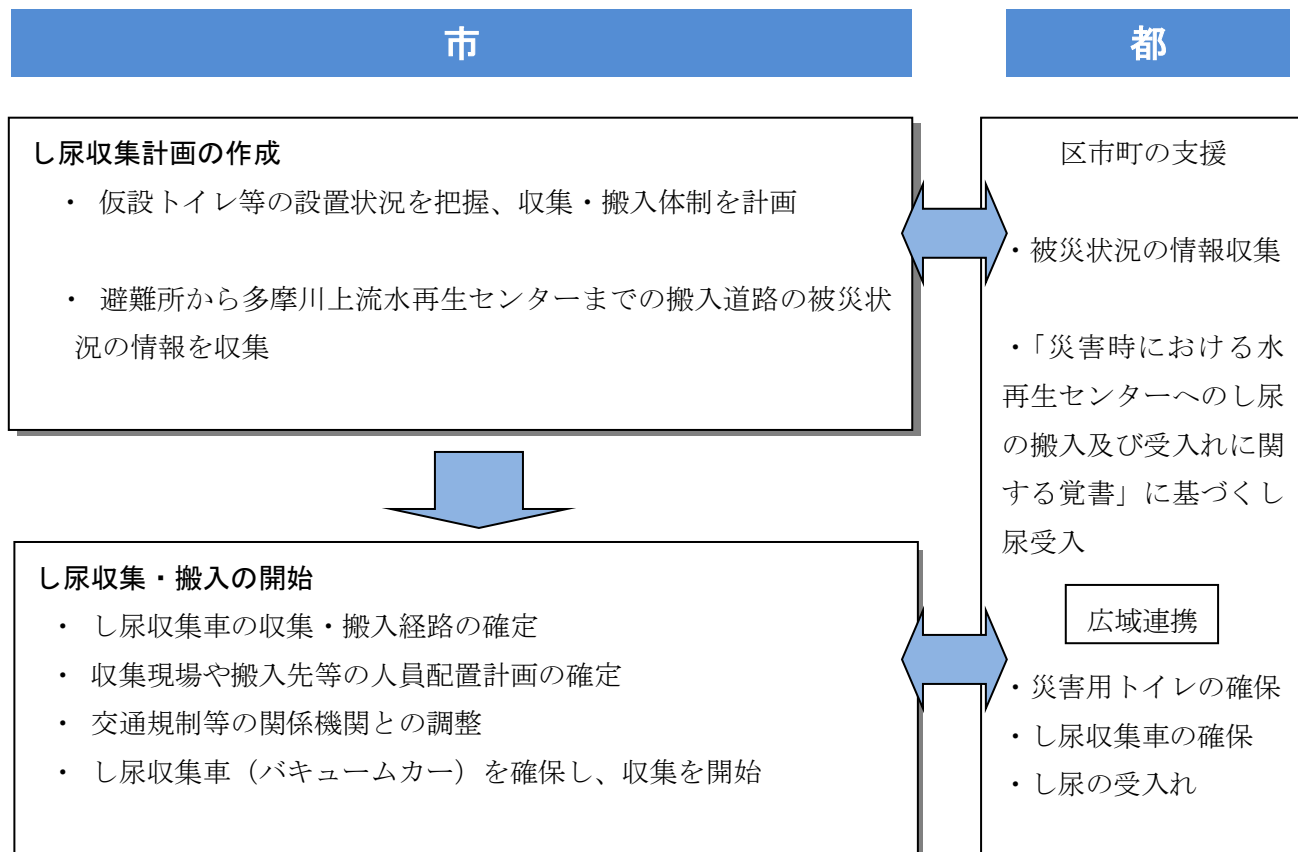 市
都
し尿収集計画の作成
・ 仮設トイレ等の設置状況を把握、収集・搬入体制を計画
・ 避難所から多摩川上流水再生センターまでの搬入道路の被災状
況の情報を収集
し尿収集・搬入の開始
・ し尿収集車の収集・搬入経路の確定
・ 収集現場や搬入先等の人員配置計画の確定
・ 交通規制等の関係機関との調整
・ し尿収集車（バキュームカー）を確保し、収集を開始
区市町の支援
・被災状況の情報収集
・「災害時における水
再生センターへのし尿
の搬入及び受入れに関
する覚書」に基づくし
尿受入
広域連携
・災害用トイレの確保
・し尿収集車の確保
・し尿の受入れ